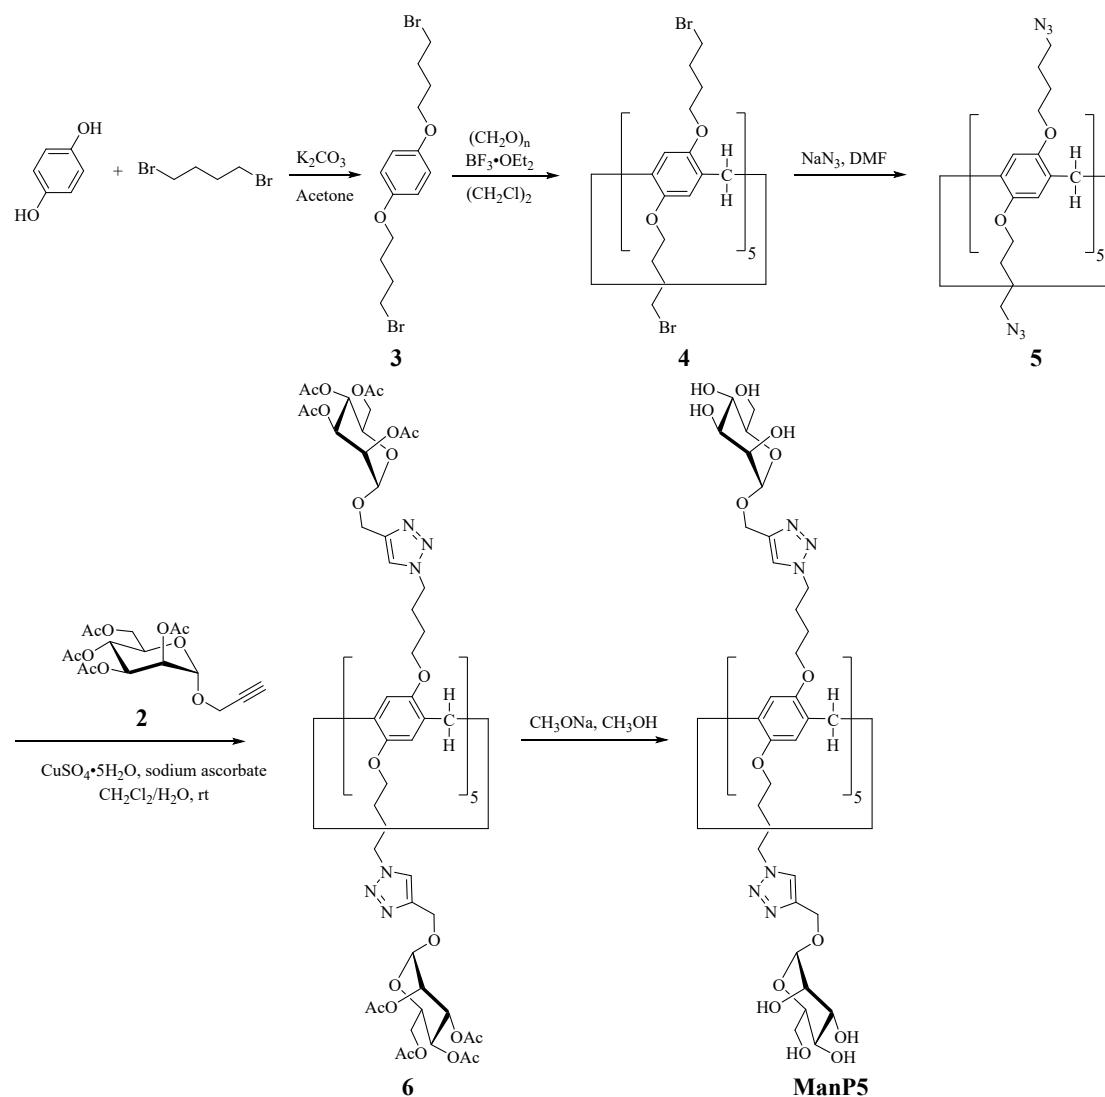 OH
HO
+
Br
Br
K2CO3
Acetone
Br
O
O
Br
3
(CH2O)n
BF3•OEt2
(CH2Cl)2
Br
O
H
C
H
O
5
Br
4
NaN3, DMF
N3
O
H
C
H
O
5
N3
5
AcO
OAc
AcO
AcO
AcO
O
OAc
O
O
2
CuSO4•5H2O, sodium ascorbate
CH2Cl2/H2O, rt
AcO
AcO
AcO
OAc
O
O
N
N
N
O
H
C
H
O
5
N
N
N
O
O
AcO
OAc
AcO
OAc
6
CH3ONa, CH3OH
HO
OH
HO
OH
O
O
N
N
N
O
H
C
H
O
5
N
N
N
O
O
HO
OH
HO
OH
ManP5